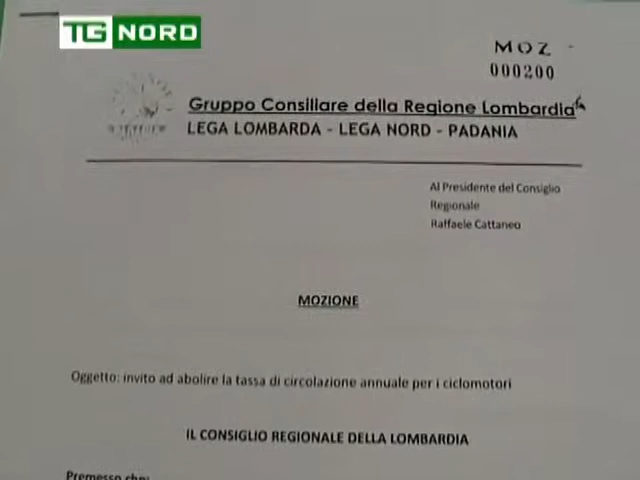 TG NORD
MOZ
000200
Gruppo Consiliare della Regione Lombardia
LEGA LOMBARDA - LEGA NORD - PADANIA
Al Presidente del Consiglio
Regionale
Raffaele Cattaneo
MOZIONE
Oggetto: invito ad abolire la tassa di circolazione annuale per i ciclomotori
IL CONSIGLIO REGIONALE DELLA LOMBARDIA
Premesso che: